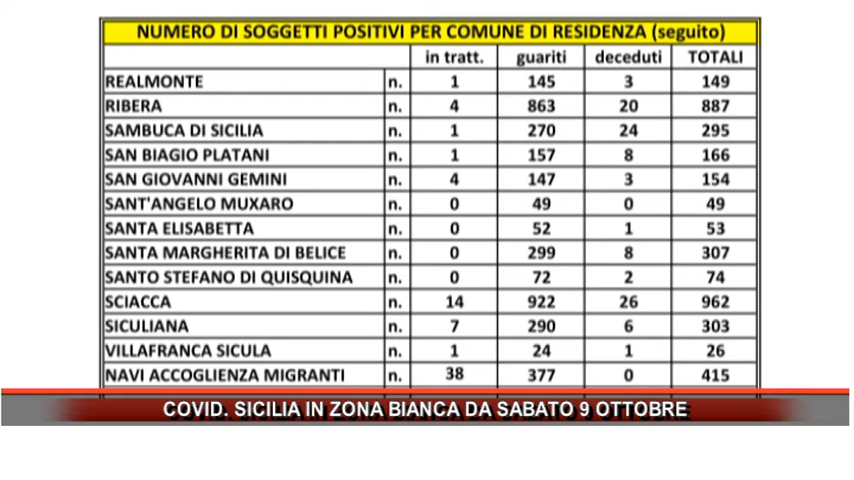 NUMERO DI SOGGETTI POSITIVI PER COMUNE DI RESIDENZA (seguito)
in tratt. guariti deceduti TOTALI
REALMONTE n. 1 145 3 149
RIBERA n. 4 863 20 887
SAMBUCA DI SICILIA n. 1 270 24 295
SAN BIAGIO PLATANI n. 1 157 8 166
SAN GIOVANNI GEMINI n. 4 147 3 154
SANT'ANGELO MUXARO n. 0 49 0 49
SANTA ELISABETTA n. 0 52 1 53
SANTA MARGHERITA DI BELICE n. 0 299 8 307
SANTO STEFANO DI QUISQUINA n. 0 72 2 74
SCIACCA n. 14 922 26 962
SICULIANA n. 7 290 6 303
VILLAFRANCA SICULA n. 1 24 1 26
NAVI ACCOGLIENZA MIGRANTI n. 38 377 0 415
COVID. SICILIA IN ZONA BIANCA DA SABATO 9 OTTOBRE